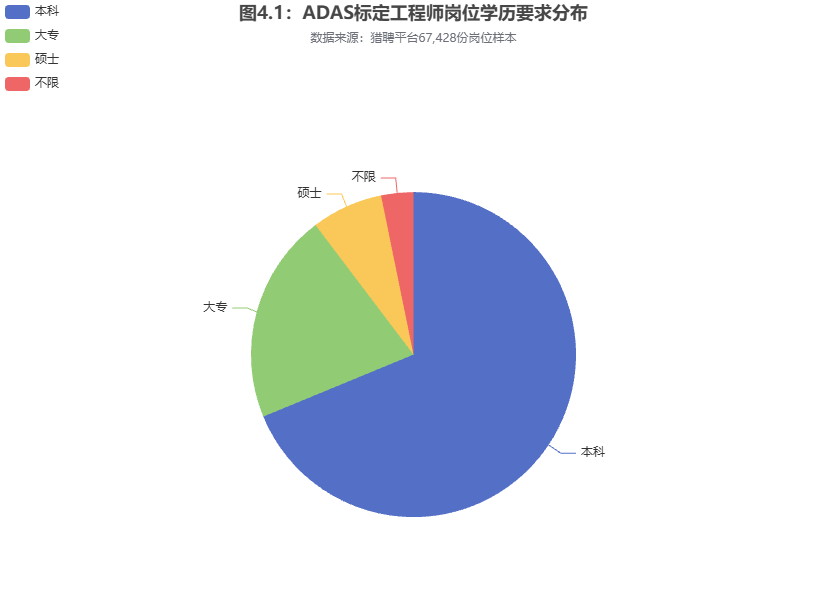 图4.1：ADAS标定工程师岗位学历要求分布
数据来源：猎聘平台67,428份岗位样本
本科
大专
硕士
不限
不限
硕士
大专
本科